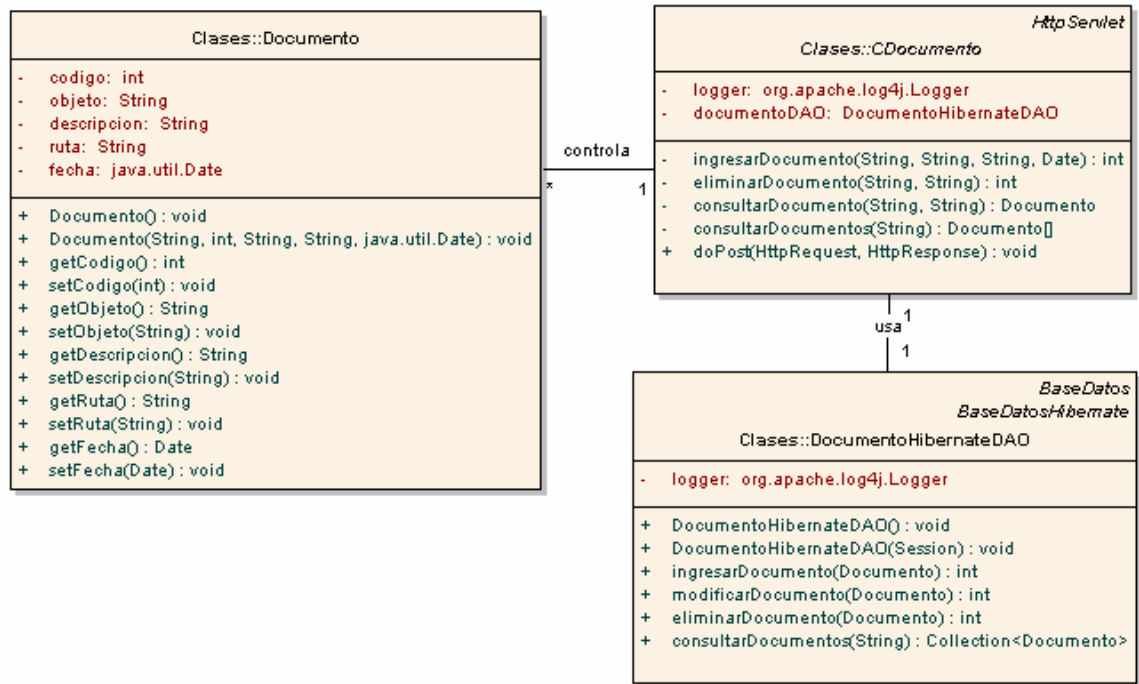 Clases::Documento
- codigo: int
- objeto: String
- descripcion: String
- ruta: String
- fecha: java.util.Date
+ Documento() : void
+ Documento(String, int, String, String, java.util.Date) : void
+ getCodigo() : int
+ setCodigo(int) : void
+ getObjeto() : String
+ setObjeto(String) : void
+ getDescripcion() : String
+ setDescripcion(String) : void
+ getRuta() : String
+ setRuta(String) : void
+ getFecha() : Date
+ setFecha(Date) : void
controla
*
1
HttpServlet
Clases::CDocumento
- logger: org.apache.log4j.Logger
- documentoDAO: DocumentoHibernateDAO
- ingresarDocumento(String, String, String, Date) : int
- eliminarDocumento(String, String) : int
- consultarDocumento(String, String) : Documento
- consultarDocumentos(String) : Documento[]
+ doPost(HttpRequest, HttpResponse) : void
1
usa
1
BaseDatos
BaseDatosHibernate
Clases::DocumentoHibernateDAO
- logger: org.apache.log4j.Logger
+ DocumentoHibernateDAO() : void
+ DocumentoHibernateDAO(Session) : void
+ ingresarDocumento(Documento) : int
+ modificarDocumento(Documento) : int
+ eliminarDocumento(Documento) : int
+ consultarDocumentos(String) : Collection<Documento>